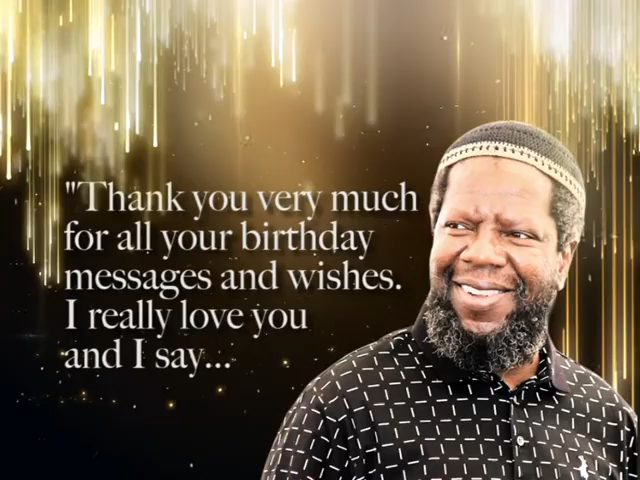 "Thank you very much
for all your birthday
messages and wishes.
I really love you
and I say...